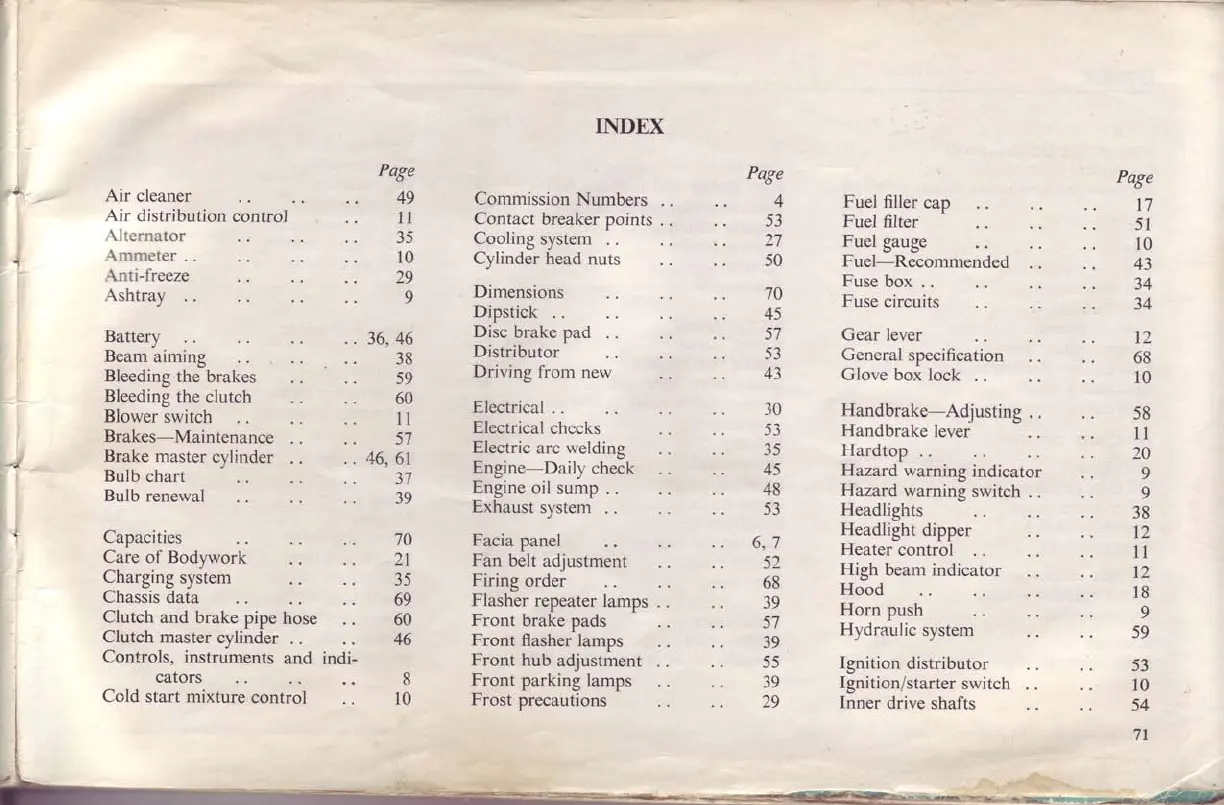 INDEX
Page
Air cleaner .. .. .. 49
Air distribution control .. 11
Alternator .. .. .. 35
Ammeter .. .. .. .. 10
Anti-freeze .. .. .. 29
Ashtray .. .. .. .. 9
Battery .. .. .. .. 36, 46
Beam aiming .. .. .. 38
Bleeding the brakes .. .. 59
Bleeding the clutch .. .. 60
Blower switch .. .. .. 11
Brakes—Maintenance .. .. 57
Brake master cylinder .. .. 46, 61
Bulb chart .. .. .. 37
Bulb renewal .. .. .. 39
Capacities .. .. .. 70
Care of Bodywork .. .. 21
Charging system .. .. 35
Chassis data .. .. .. 69
Clutch and brake pipe hose .. 60
Clutch master cylinder .. .. 46
Controls, instruments and indi-
cators .. .. .. 8
Cold start mixture control .. 10
Page
Commission Numbers .. .. 4
Contact breaker points .. .. 53
Cooling system .. .. .. 27
Cylinder head nuts .. .. 50
Dimensions .. .. .. 70
Dipstick .. .. .. .. 45
Disc brake pad .. .. .. 57
Distributor .. .. .. 53
Driving from new .. .. 43
Electrical .. .. .. .. 30
Electrical checks .. .. 53
Electric arc welding .. .. 35
Engine—Daily check .. .. 45
Engine oil sump .. .. .. 48
Exhaust system .. .. .. 53
Facia panel .. .. .. 6, 7
Fan belt adjustment .. .. 52
Firing order .. .. .. 68
Flasher repeater lamps .. .. 39
Front brake pads .. .. 57
Front flasher lamps .. .. 39
Front hub adjustment .. .. 55
Front parking lamps .. .. 39
Frost precautions .. .. 29
Page
Fuel filler cap .. .. .. 17
Fuel filter .. .. .. 51
Fuel gauge .. .. .. 10
Fuel—Recommended .. .. 43
Fuse box .. .. .. .. 34
Fuse circuits .. .. .. 34
Gear lever .. .. .. 12
General specification .. .. 68
Glove box lock .. .. .. 10
Handbrake—Adjusting .. .. 58
Handbrake lever .. .. 11
Hardtop .. .. .. .. 20
Hazard warning indicator .. 9
Hazard warning switch .. .. 9
Headlights .. .. .. 38
Headlight dipper .. .. 12
Heater control .. .. .. 11
High beam indicator .. .. 12
Hood .. .. .. .. 18
Horn push .. .. .. 9
Hydraulic system .. .. 59
Ignition distributor .. .. 53
Ignition/starter switch .. .. 10
Inner drive shafts .. .. 54
71